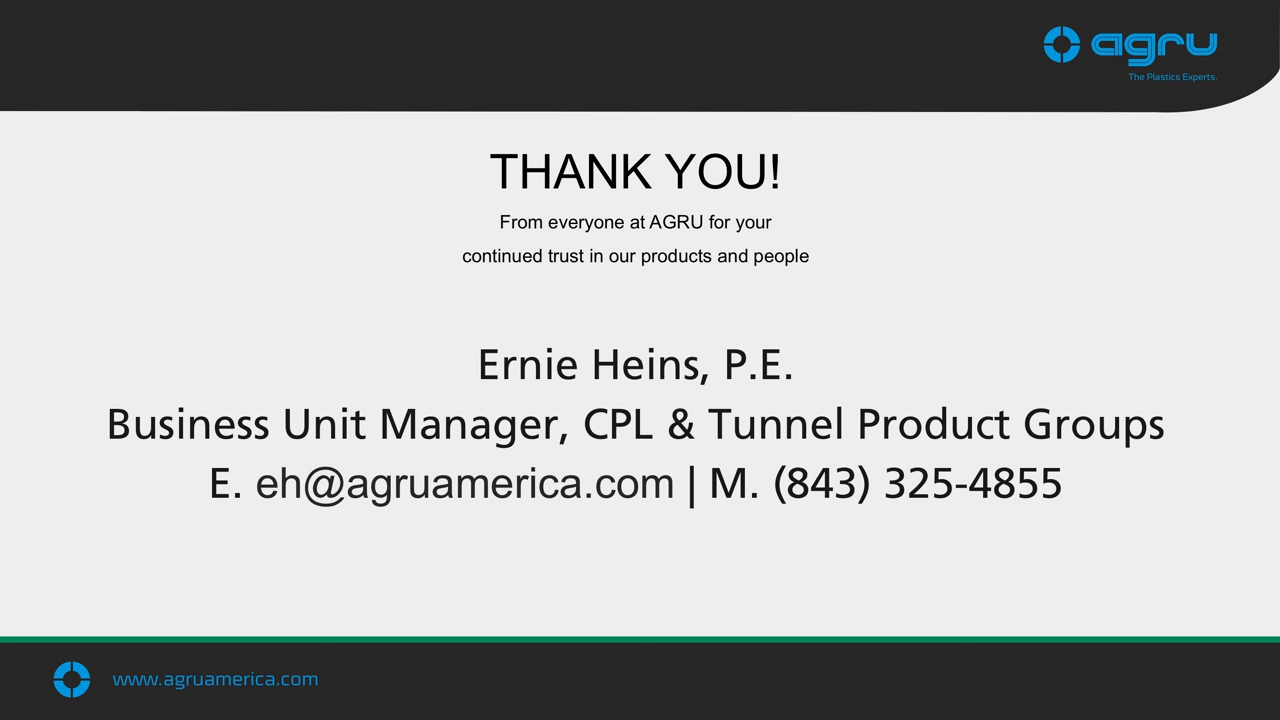 agru
The Plastics Experts.
THANK YOU!
From everyone at AGRU for your
continued trust in our products and people
Ernie Heins, P.E.
Business Unit Manager, CPL & Tunnel Product Groups
E. eh@agruamerica.com | M. (843) 325-4855
www.agruamerica.com